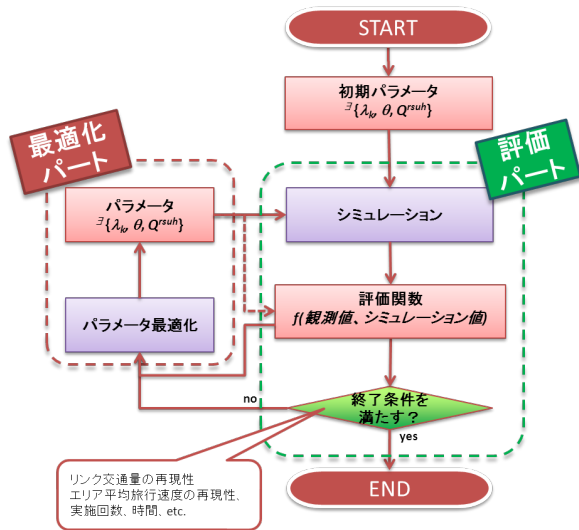 START
初期パラメータ
∃{λk, θ, Qrsuh}
最適化
パート
評価
パート
パラメータ
∃{λk, θ, Qrsuh}
シミュレーション
パラメータ最適化
評価関数
f(観測値、シミュレーション値)
終了条件を
満たす？
no
yes
リンク交通量の再現性
エリア平均旅行速度の再現性、
実施回数、時間、etc.
END